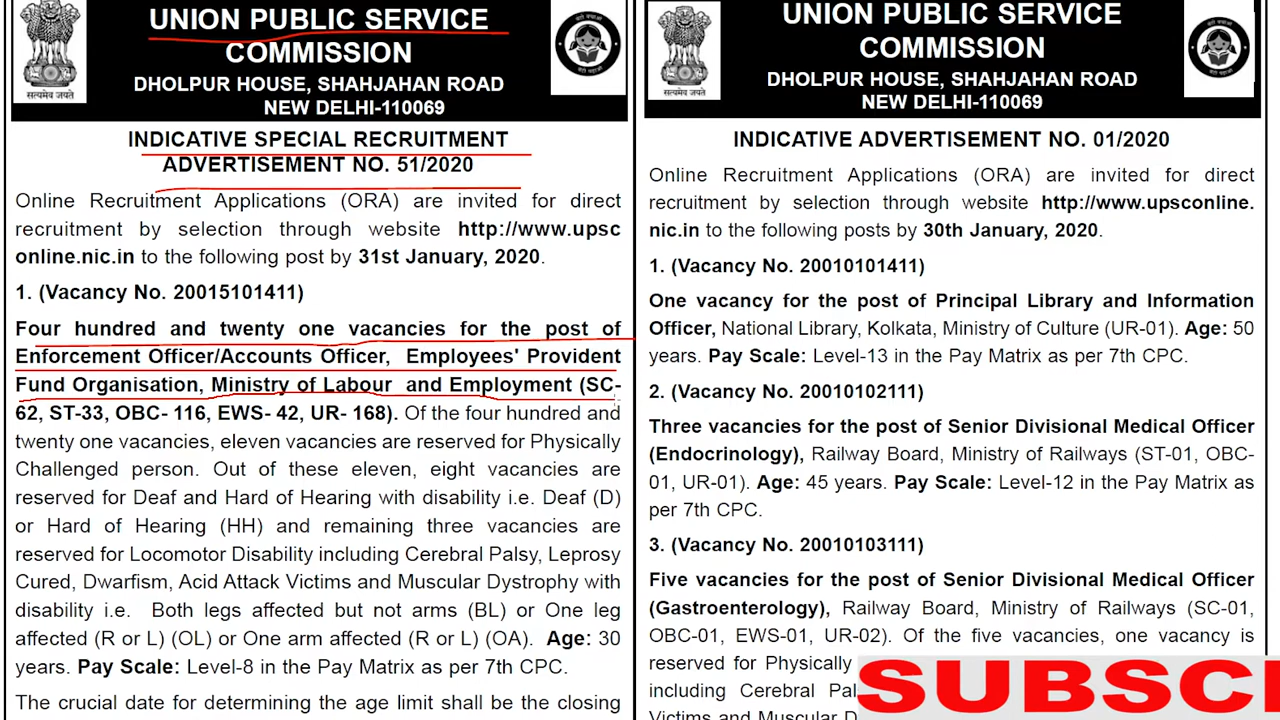 UNION PUBLIC SERVICE
COMMISSION
DHOLPUR HOUSE, SHAHJAHAN ROAD
NEW DELHI-110069
सत्यमेव जयते
INDICATIVE SPECIAL RECRUITMENT
ADVERTISEMENT NO. 51/2020
Online Recruitment Applications (ORA) are invited for direct
recruitment by selection through website http://www.upsc
online.nic.in to the following post by 31st January, 2020.
1. (Vacancy No. 20015101411)
Four hundred and twenty one vacancies for the post of
Enforcement Officer/Accounts Officer, Employees' Provident
Fund Organisation, Ministry of Labour and Employment (SC-
62, ST-33, OBC- 116, EWS- 42, UR- 168). Of the four hundred and
twenty one vacancies, eleven vacancies are reserved for Physically
Challenged person. Out of these eleven, eight vacancies are
reserved for Deaf and Hard of Hearing with disability i.e. Deaf (D)
or Hard of Hearing (HH) and remaining three vacancies are
reserved for Locomotor Disability including Cerebral Palsy, Leprosy
Cured, Dwarfism, Acid Attack Victims and Muscular Dystrophy with
disability i.e. Both legs affected but not arms (BL) or One leg
affected (R or L) (OL) or One arm affected (R or L) (OA). Age: 30
years. Pay Scale: Level-8 in the Pay Matrix as per 7th CPC.
The crucial date for determining the age limit shall be the closing
UNION PUBLIC SERVICE
COMMISSION
DHOLPUR HOUSE, SHAHJAHAN ROAD
NEW DELHI-110069
सत्यमेव जयते
INDICATIVE ADVERTISEMENT NO. 01/2020
Online Recruitment Applications (ORA) are invited for direct
recruitment by selection through website http://www.upsconline.
nic.in to the following posts by 30th January, 2020.
1. (Vacancy No. 20010101411)
One vacancy for the post of Principal Library and Information
Officer, National Library, Kolkata, Ministry of Culture (UR-01). Age: 50
years. Pay Scale: Level-13 in the Pay Matrix as per 7th CPC.
2. (Vacancy No. 20010102111)
Three vacancies for the post of Senior Divisional Medical Officer
(Endocrinology), Railway Board, Ministry of Railways (ST-01, OBC-
01, UR-01). Age: 45 years. Pay Scale: Level-12 in the Pay Matrix as
per 7th CPC.
3. (Vacancy No. 20010103111)
Five vacancies for the post of Senior Divisional Medical Officer
(Gastroenterology), Railway Board, Ministry of Railways (SC-01,
OBC-01, EWS-01, UR-02). Of the five vacancies, one vacancy is
reserved for Physically
including Cerebral Pal
Victims and Muscular D
SUBSC